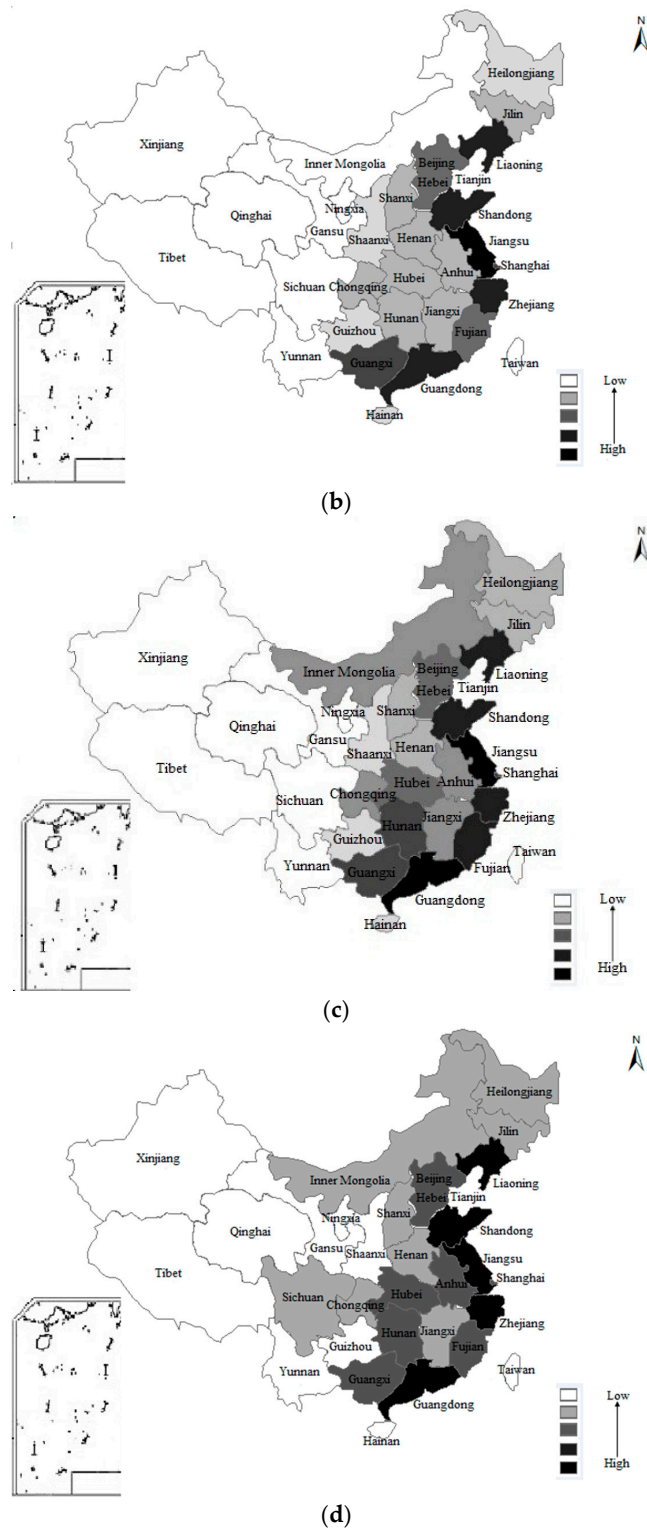 N
Heilongjiang
Jilin
Xinjiang
Liaoning
Inner Mongolia
Beijing
Tianjin
Hebei
Shanxi
Ningxia
Qinghai
Shandong
Gansu
Shaanxi
Henan
Jiangsu
Tibet
Shanghai
Anhui
Sichuan
Chongqing
Hubei
Zhejiang
Hunan
Jiangxi
Guizhou
Fujian
Yunnan
Taiwan
Guangxi
Guangdong
Hainan
Low
High
(b)
N
Heilongjiang
Jilin
Xinjiang
Beijing
Inner Mongolia
Liaoning
Tianjin
Hebei
Ningxia
Shanxi
Shandong
Qinghai
Gansu
Henan
Shaanxi
Jiangsu
Tibet
Shanghai
Anhui
Hubei
Chongqing
Sichuan
Zhejiang
Jiangxi
Hunan
Guizhou
Taiwan
Yunnan
Fujian
Guangxi
Guangdong
Hainan
Low
High
(c)
N
Heilongjiang
Jilin
Xinjiang
Beijing
Inner Mongolia
Liaoning
Tianjin
Hebei
Shanxi
Ningxia
Shandong
Qinghai
Gansu
Shaanxi
Henan
Jiangsu
Tibet
Shanghai
Anhui
Sichuan
Hubei
Chongqing
Zhejiang
Hunan
Jiangxi
Guizhou
Fujian
Yunnan
Taiwan
Guangxi
Guangdong
Hainan
Low
High
(d)